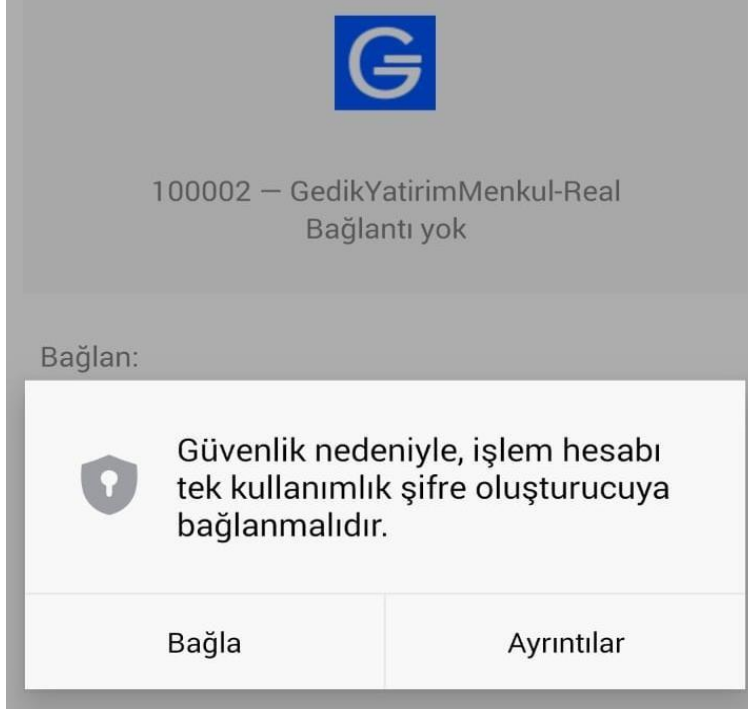 G
100002 — GedikYatirimMenkul-Real
Bağlantı yok
Bağlan:
Güvenlik nedeniyle, işlem hesabı
tek kullanımlık şifre oluşturucuya
bağlanmalıdır.
Bağla
Ayrıntılar